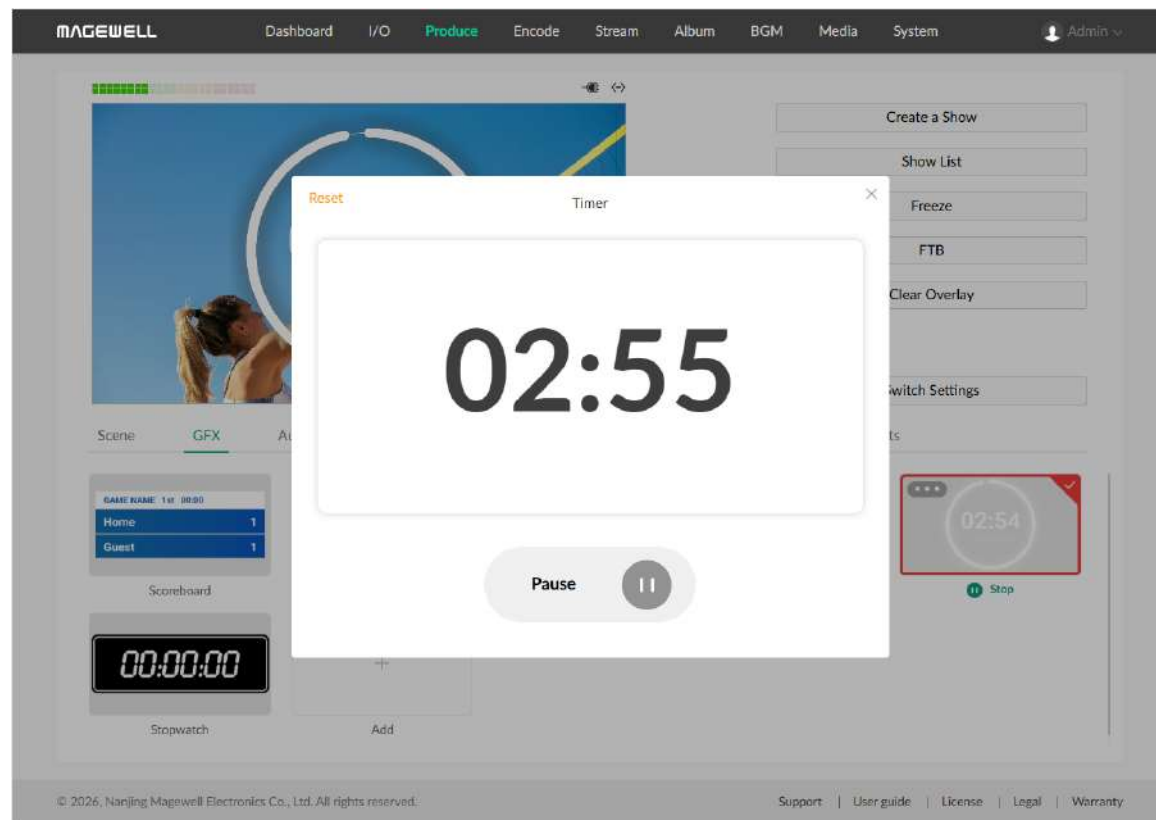 MAGEWELL
Dashboard I/O Produce Encode Stream Album BGM Media System Admin
Create a Show
Show List
Freeze
FTB
Clear Overlay
Switch Settings
Reset Timer
02:55
Pause
Scene GFX
GAME NAME 1st 00:00
Home 1
Guest 1
Scoreboard
02:54
Stop
00:00:00
Stopwatch
+
Add
© 2026, Nanjing Magewell Electronics Co., Ltd. All rights reserved.
Support | User guide | License | Legal | Warranty